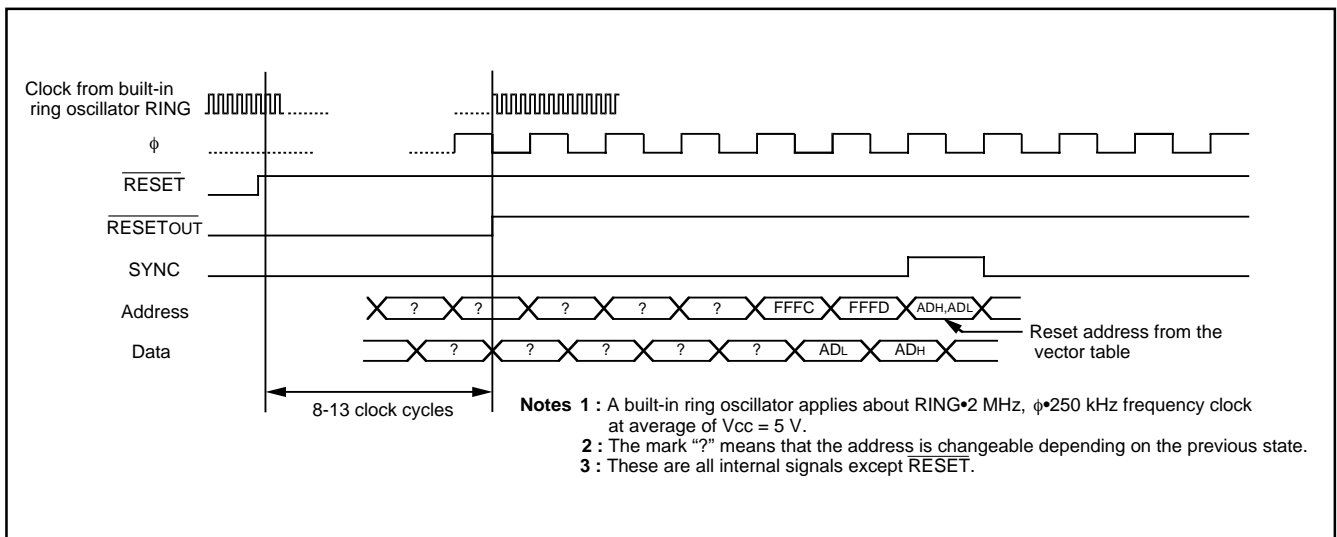 Clock from built-in
ring oscillator RING
φ
RESET
RESETOUT
SYNC
Address
? ? ? ? ? FFFC FFFD ADH,ADL
Reset address from the
vector table
Data
? ? ? ? ? ADL ADH
8-13 clock cycles
Notes 1 : A built-in ring oscillator applies about RING•2 MHz, φ•250 kHz frequency clock
at average of Vcc = 5 V.
2 : The mark “?” means that the address is changeable depending on the previous state.
3 : These are all internal signals except RESET.